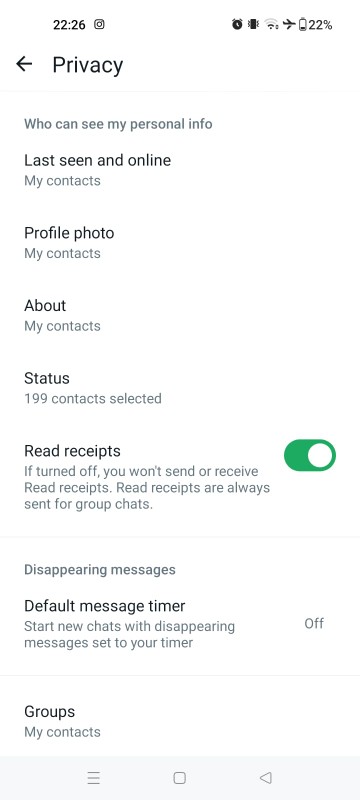 22:26 22%
Privacy
Who can see my personal info
Last seen and online
My contacts
Profile photo
My contacts
About
My contacts
Status
199 contacts selected
Read receipts
If turned off, you won't send or receive
Read receipts. Read receipts are always
sent for group chats.
Disappearing messages
Default message timer
Start new chats with disappearing
messages set to your timer
Off
Groups
My contacts